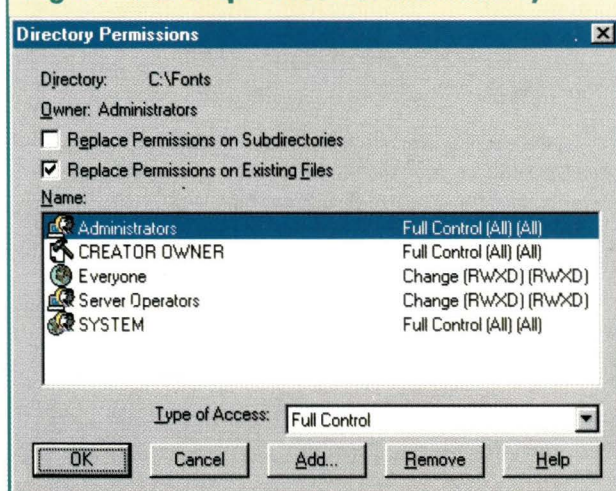 Directory Permissions
Directory: C:\Fonts
Owner: Administrators
Replace Permissions on Subdirectories
Replace Permissions on Existing Files
Name:
Administrators Full Control (All) (All)
CREATOR OWNER Full Control (All) (All)
Everyone Change (RWXD) (RWXD)
Server Operators Change (RWXD) (RWXD)
SYSTEM Full Control (All) (All)
Type of Access: Full Control
OK Cancel Add... Remove Help